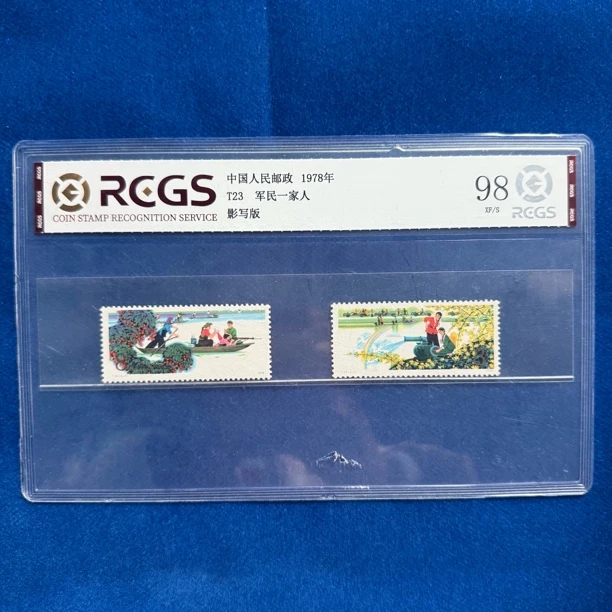 RCGS
COIN STAMP RECOGNITION SERVICE
中国人民邮政 1978年
T23 军民一家人
影写版
98
XF/S
RCGS